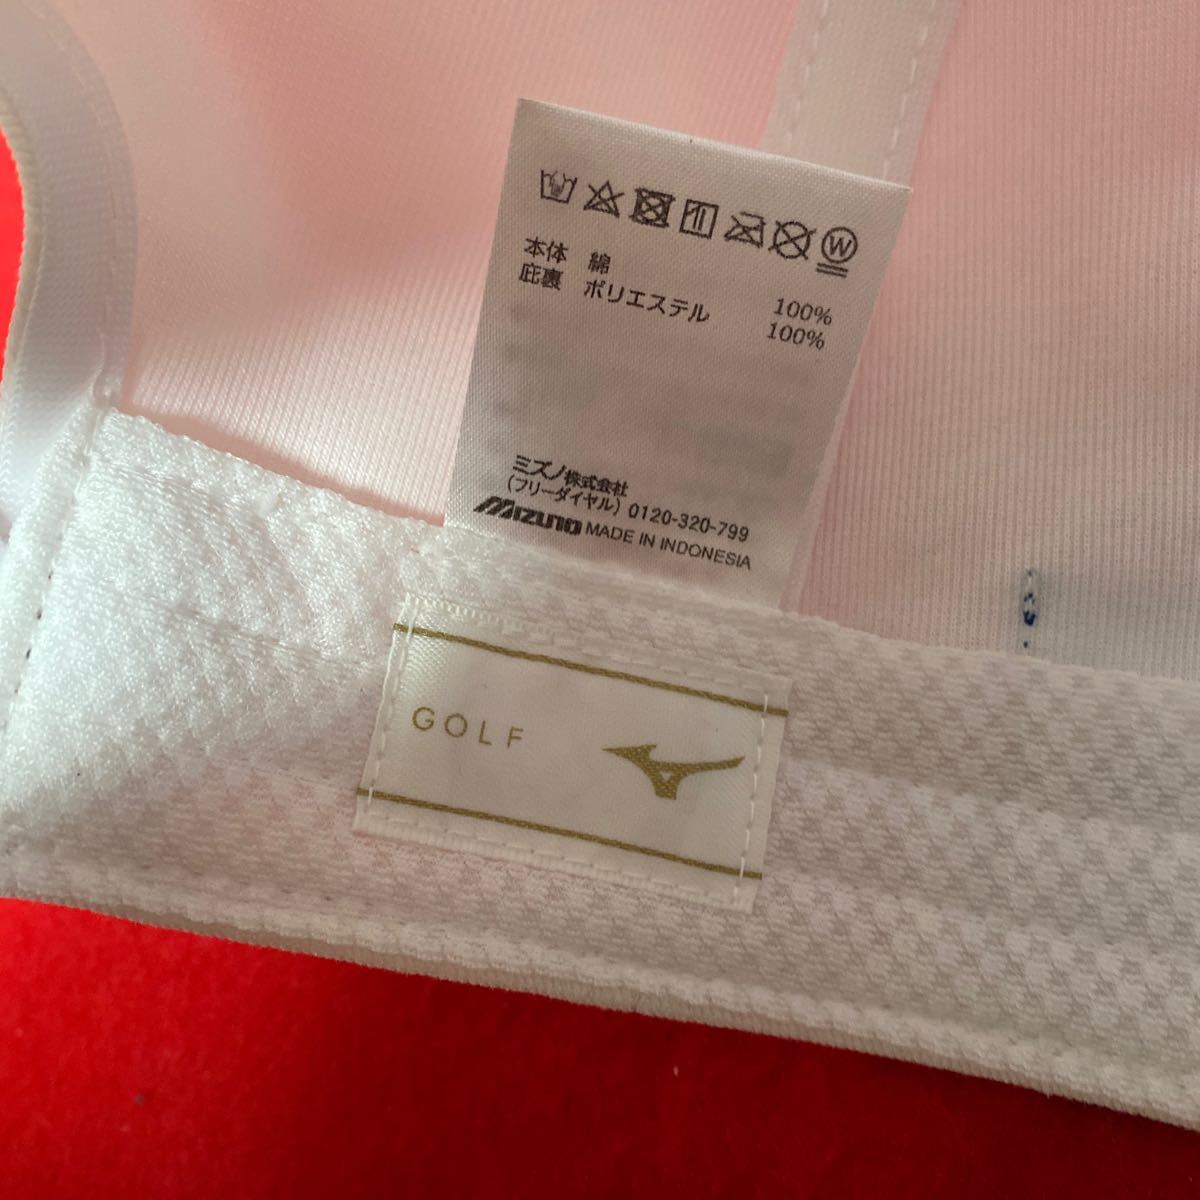 W
本体 綿 100%
庇裏 ポリエステル 100%
ミズノ株式会社
(フリーダイヤル) 0120-320-799
MIZUNO MADE IN INDONESIA
GOLF